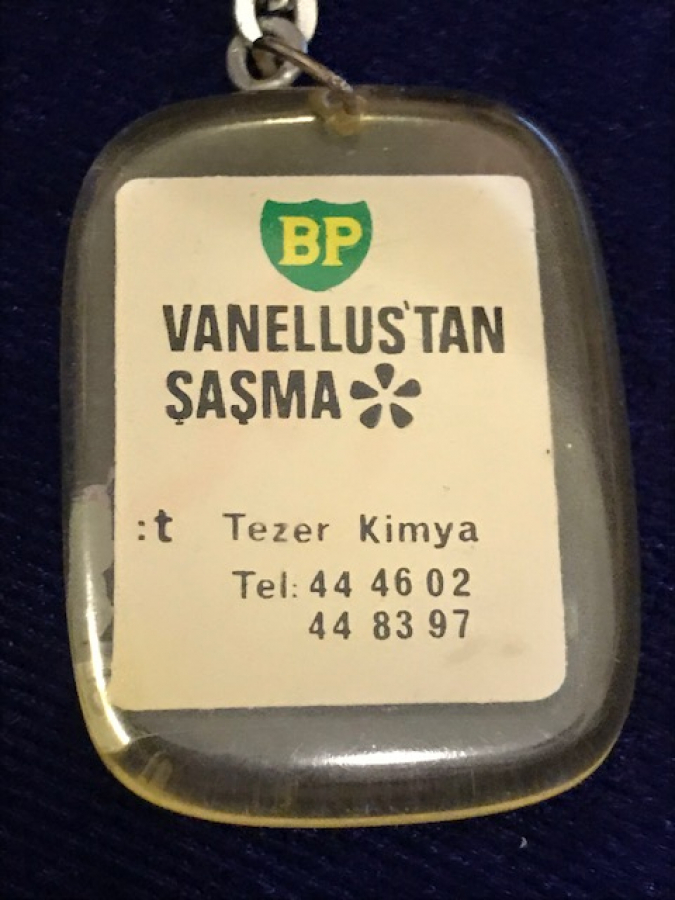 BP
VANELLUS'TAN
ŞAŞMA
:t Tezer Kimya
Tel: 44 46 02
44 83 97